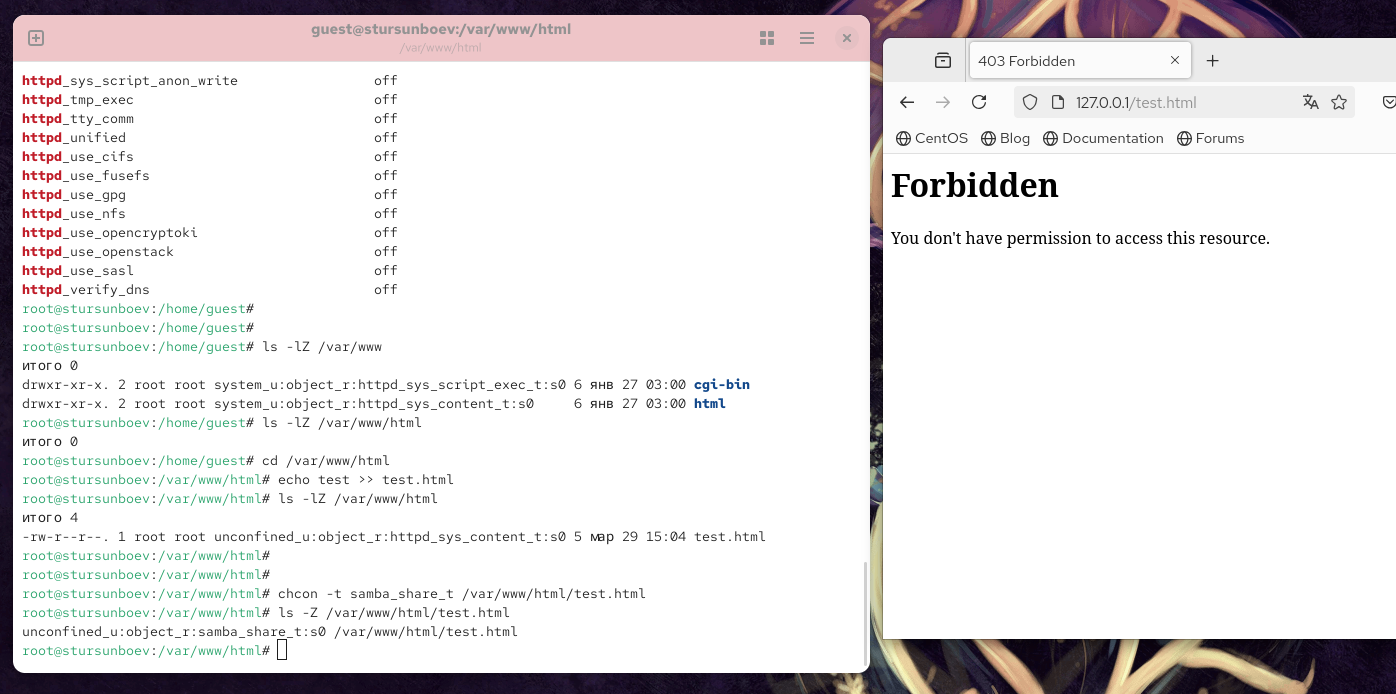 guest@stursunboev:/var/www/html
/var/www/html
httpd_sys_script_anon_write off
httpd_tmp_exec off
httpd_tty_comm off
httpd_unified off
httpd_use_cifs off
httpd_use_fusefs off
httpd_use_gpg off
httpd_use_nfs off
httpd_use_opencryptoki off
httpd_use_openstack off
httpd_use_sasl off
httpd_verify_dns off
root@stursunboev:/home/guest#
root@stursunboev:/home/guest#
root@stursunboev:/home/guest# ls -lZ /var/www
итого 0
drwxr-xr-x. 2 root root system_u:object_r:httpd_sys_script_exec_t:s0 6 янв 27 03:00 cgi-bin
drwxr-xr-x. 2 root root system_u:object_r:httpd_sys_content_t:s0 6 янв 27 03:00 html
root@stursunboev:/home/guest# ls -lZ /var/www/html
итого 0
root@stursunboev:/home/guest# cd /var/www/html
root@stursunboev:/var/www/html# echo test >> test.html
root@stursunboev:/var/www/html# ls -lZ /var/www/html
итого 4
-rw-r--r--. 1 root root unconfined_u:object_r:httpd_sys_content_t:s0 5 мар 29 15:04 test.html
root@stursunboev:/var/www/html#
root@stursunboev:/var/www/html#
root@stursunboev:/var/www/html# chcon -t samba_share_t /var/www/html/test.html
root@stursunboev:/var/www/html# ls -Z /var/www/html/test.html
unconfined_u:object_r:samba_share_t:s0 /var/www/html/test.html
root@stursunboev:/var/www/html#
403 Forbidden
127.0.0.1/test.html
CentOS Blog Documentation Forums
Forbidden
You don't have permission to access this resource.